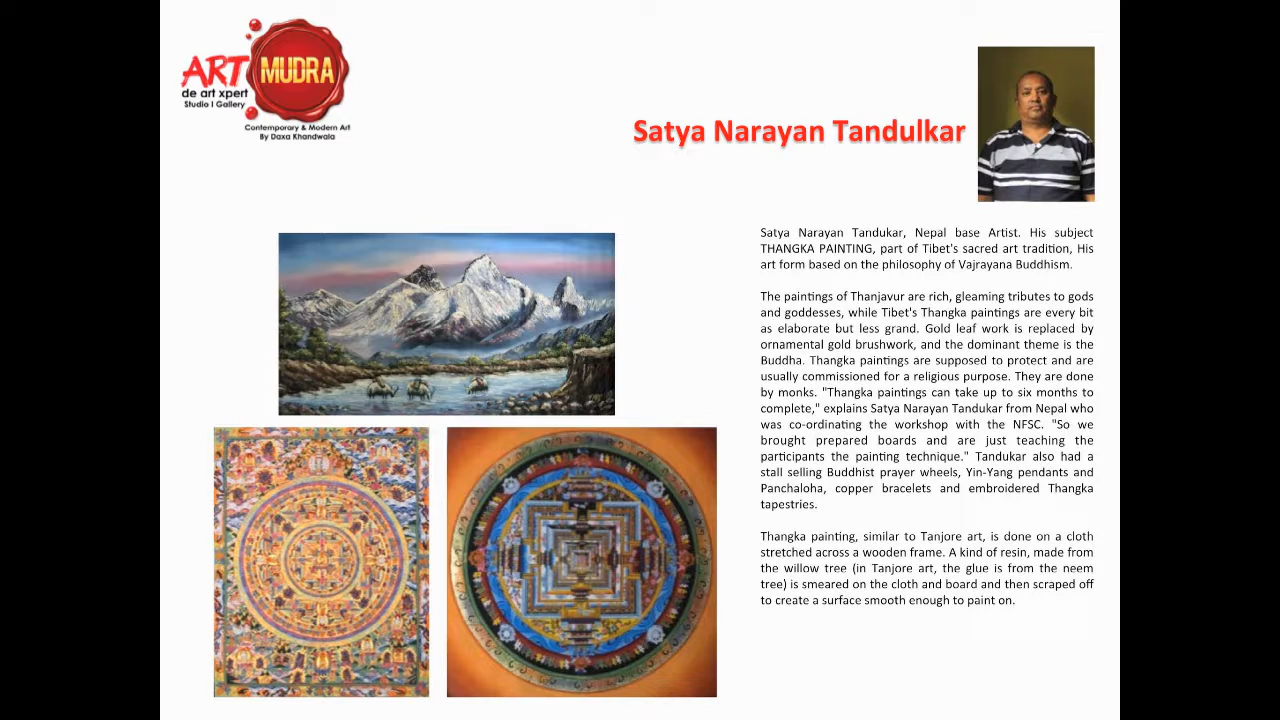 ART MUDRA
de art xpert
Studio I Gallery
Contemporary & Modern Art
By Daxa Khandwala
Satya Narayan Tandulkar
Satya Narayan Tandukar, Nepal base Artist. His subject
THANGKA PAINTING, part of Tibet's sacred art tradition, His
art form based on the philosophy of Vajrayana Buddhism.
The paintings of Thanjavur are rich, gleaming tributes to gods
and goddesses, while Tibet's Thangka paintings are every bit
as elaborate but less grand. Gold leaf work is replaced by
ornamental gold brushwork, and the dominant theme is the
Buddha. Thangka paintings are supposed to protect and are
usually commissioned for a religious purpose. They are done
by monks. "Thangka paintings can take up to six months to
complete," explains Satya Narayan Tandukar from Nepal who
was co-ordinating the workshop with the NFSC. "So we
brought prepared boards and are just teaching the
participants the painting technique." Tandukar also had a
stall selling Buddhist prayer wheels, Yin-Yang pendants and
Panchaloha, copper bracelets and embroidered Thangka
tapestries.
Thangka painting, similar to Tanjore art, is done on a cloth
stretched across a wooden frame. A kind of resin, made from
the willow tree (in Tanjore art, the glue is from the neem
tree) is smeared on the cloth and board and then scraped off
to create a surface smooth enough to paint on.